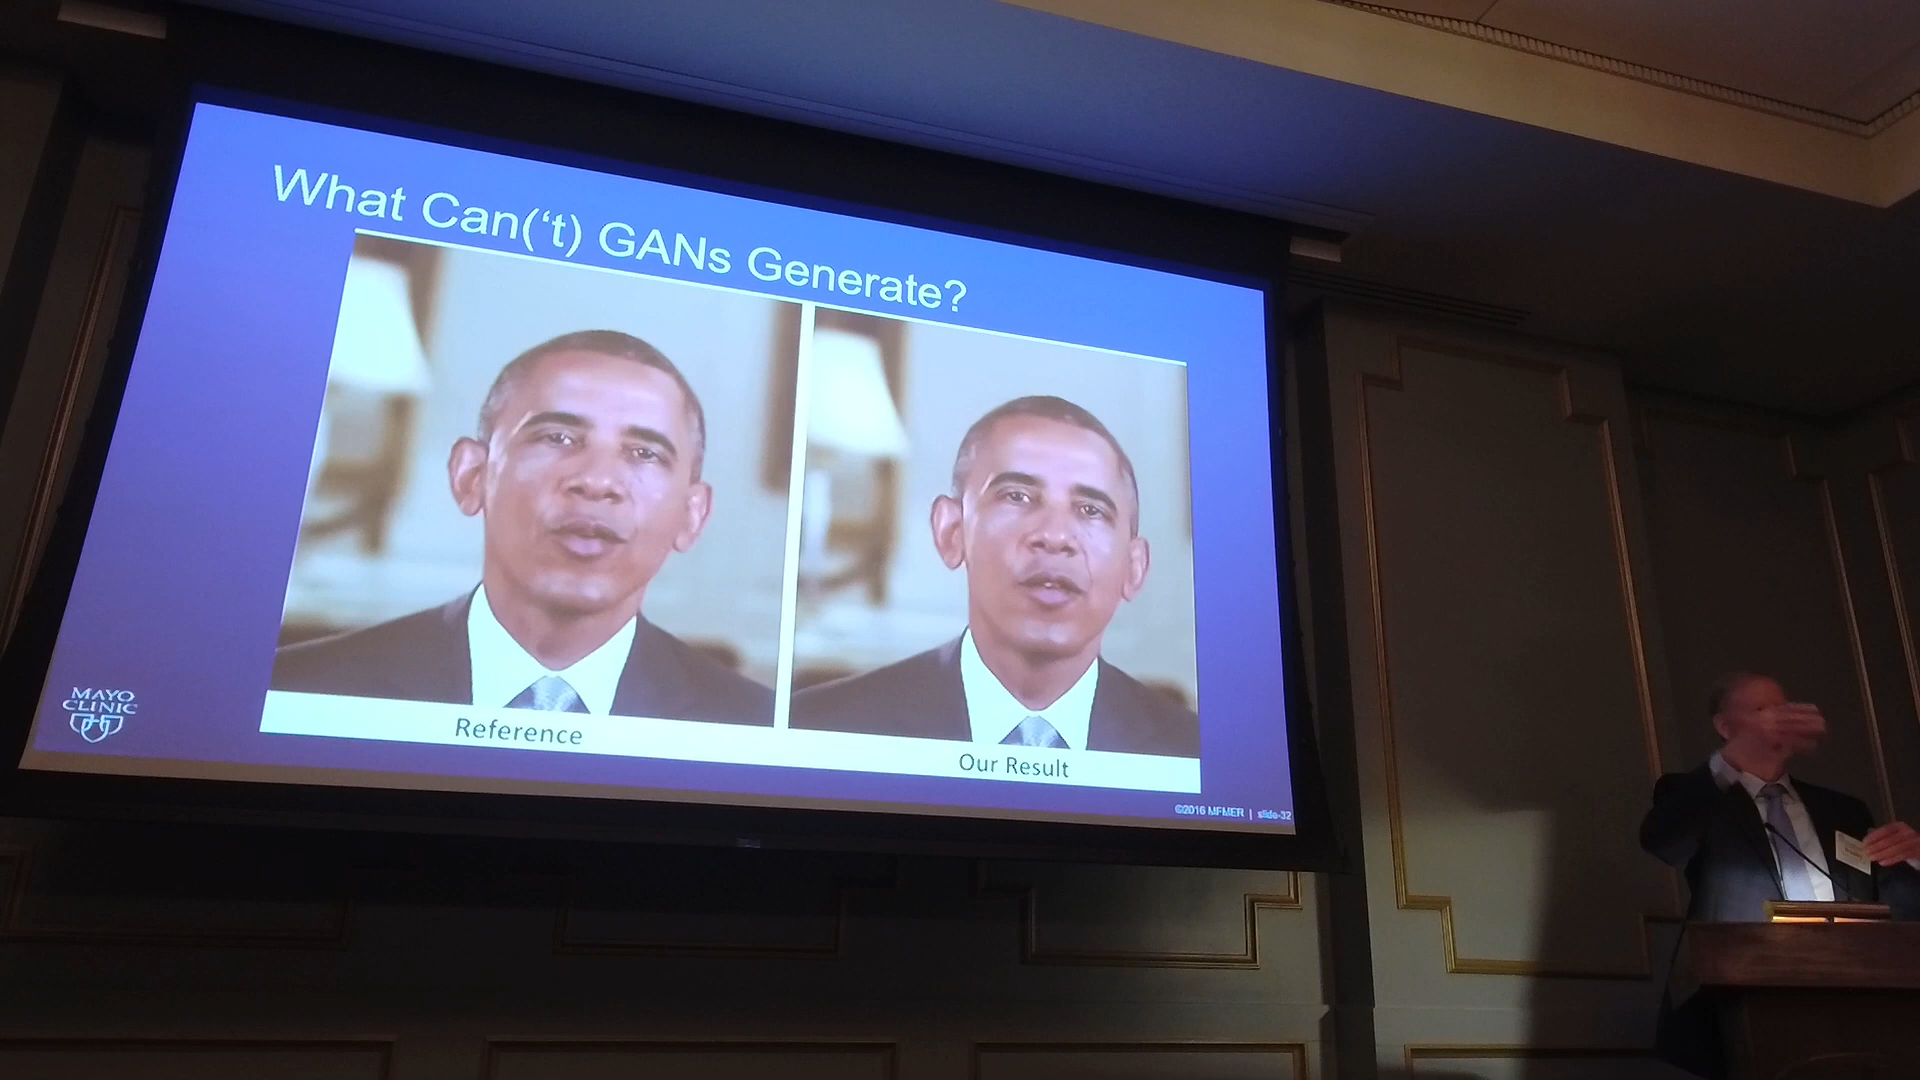 What Can(‘t) GANs Generate?
Reference
Our Result
MAYO
CLINIC
©2016 MFMER | slide-32